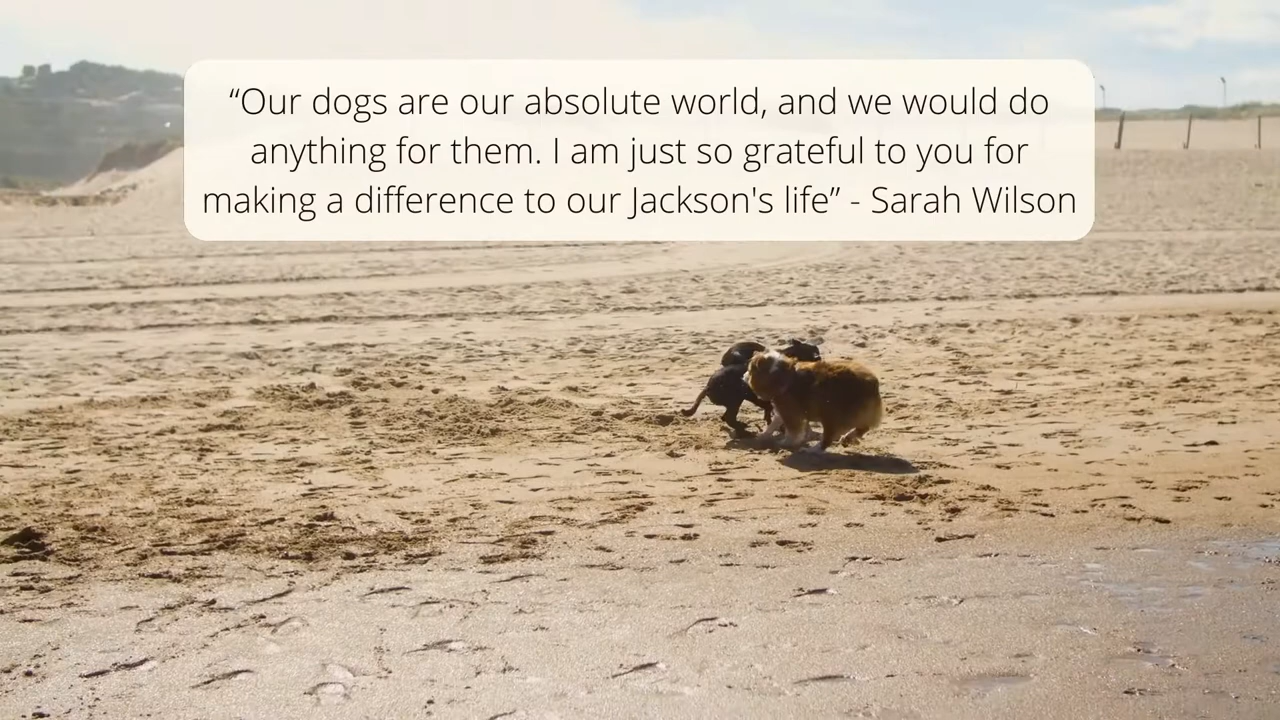 “Our dogs are our absolute world, and we would do
anything for them. I am just so grateful to you for
making a difference to our Jackson's life” - Sarah Wilson